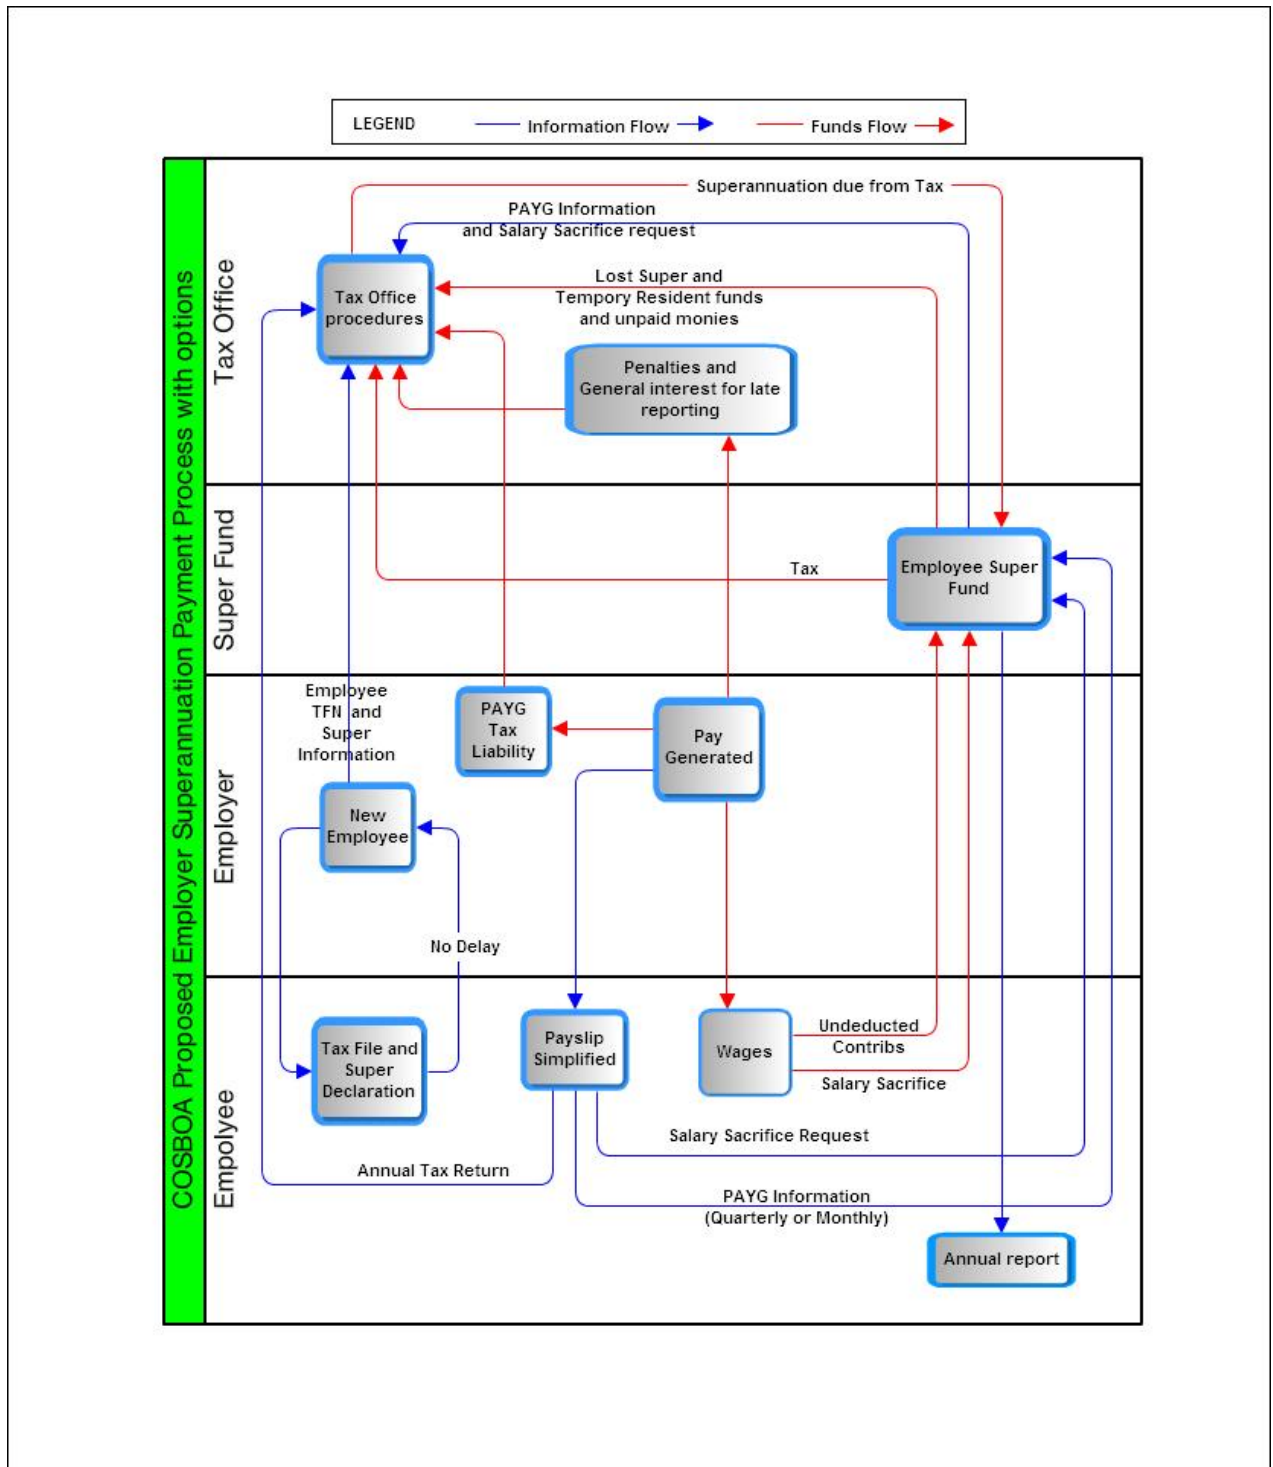 LEGEND
Information Flow
Funds Flow
COSBOA Proposed Employer Superannuation Payment Process with options
Tax Office
Superannuation due from Tax
PAYG Information
and Salary Sacrifice request
Tax Office
procedures
Lost Super and
Tempory Resident funds
and unpaid monies
Penalties and
General interest for late
reporting
Super Fund
Employee Super
Fund
Tax
Employer
Employee
TFN and
Super
Information
PAYG
Tax
Liability
Pay
Generated
New
Employee
No Delay
Empolyee
Tax File and
Super
Declaration
Payslip
Simplified
Wages
Undeducted
Contribs
Salary Sacrifice
Salary Sacrifice Request
Annual Tax Return
PAYG Information
(Quarterly or Monthly)
Annual report